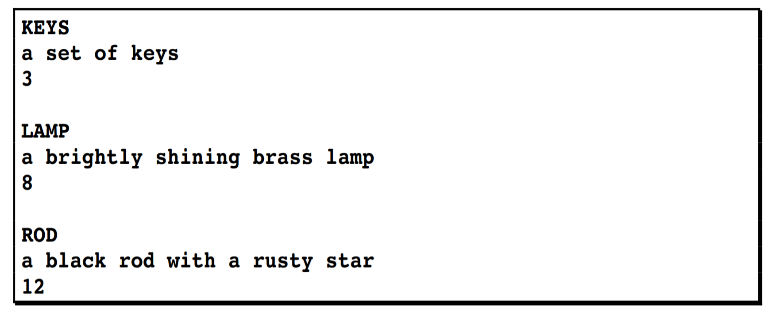 KEYS
a set of keys
3
LAMP
a brightly shining brass lamp
8
ROD
a black rod with a rusty star
12